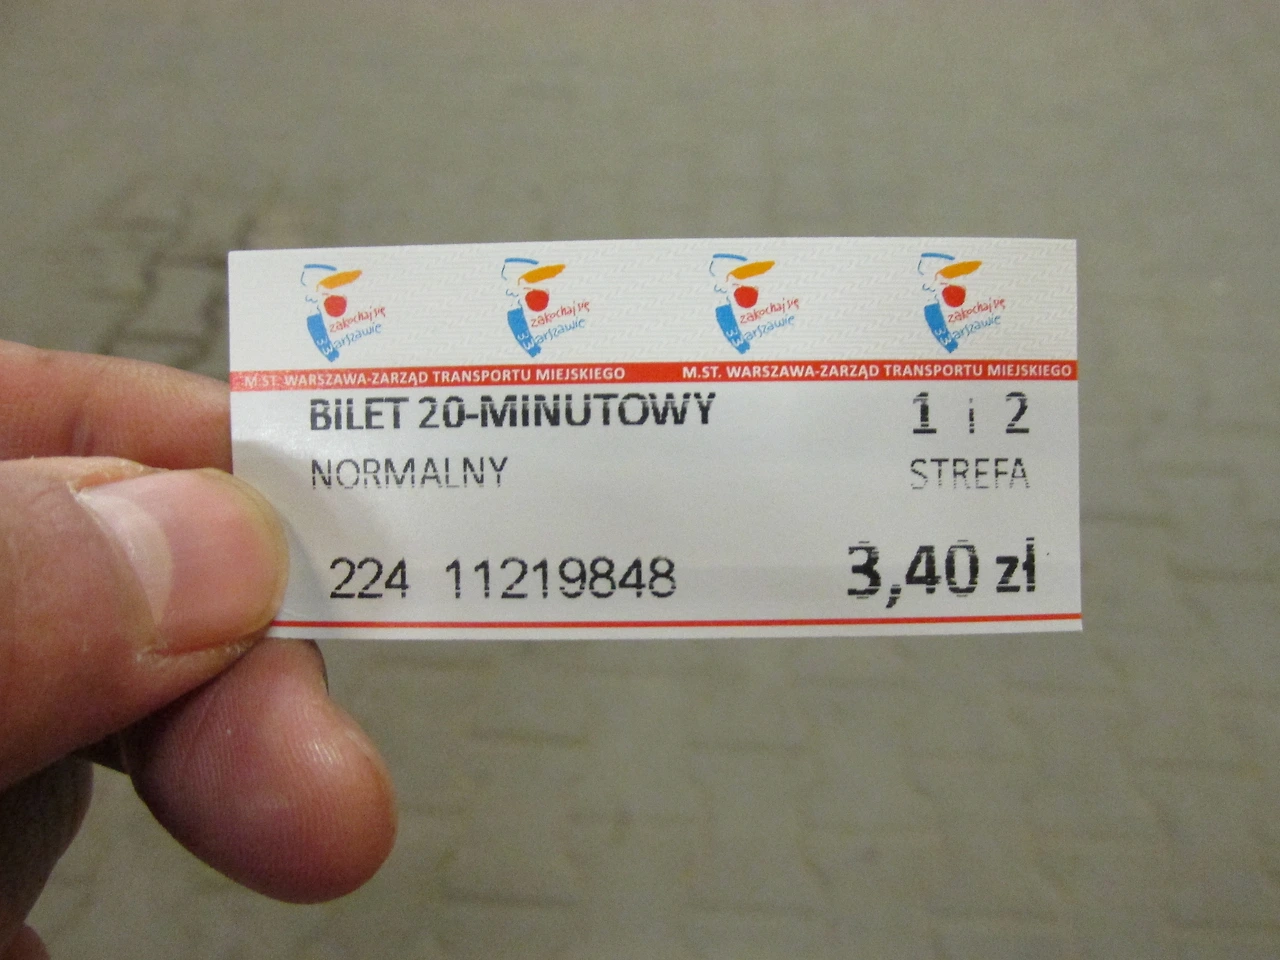 zakochaj się
w Warszawie
zakochaj się
w Warszawie
zakochaj się
w Warszawie
zakochaj się
w Warszawie
M.ST. WARSZAWA-ZARZĄD TRANSPORTU MIEJSKIEGO M.ST. WARSZAWA-ZARZĄD TRANSPORTU MIEJSKIEGO
BILET 20-MINUTOWY 1 i 2
NORMALNY STREFA
224 11219848 3,40 zł